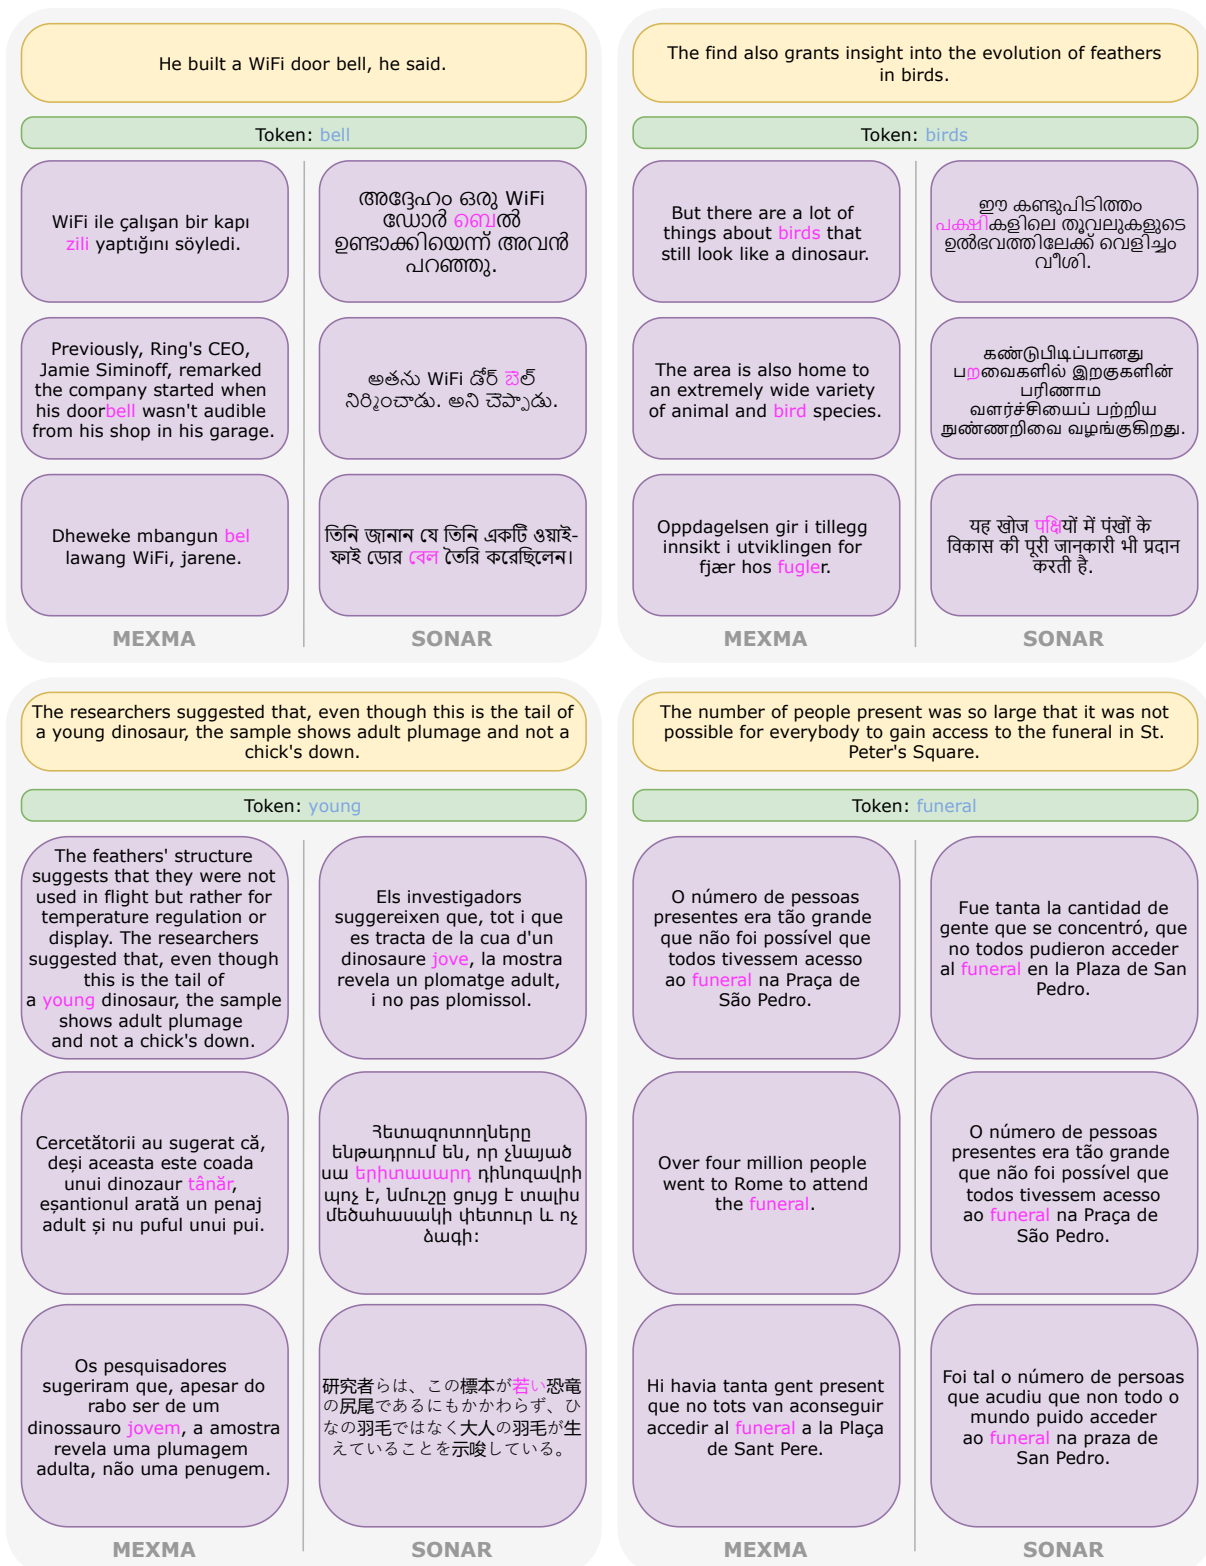 He built a WiFi door bell, he said.
Token: bell
WiFi ile çalışan bir kapı
zili yaptığını söyledi.
Previously, Ring's CEO,
Jamie Siminoff, remarked
the company started when
his doorbell wasn't audible
from his shop in his garage.
Dheweke mbangun bel
lawang WiFi, jarene.
MEXMA
അദ്ദേഹം ഒരു WiFi
ഡോർ ബെൽ
ഉണ്ടാക്കിയെന്ന് അവൻ
പറഞ്ഞു.
అతను WiFi డోర్ బెల్
నిర్మించాడు. అని చెప్పాడు.
তিনি জানান যে তিনি একটি ওয়াই-
ফাই ডোর বেল তৈরি করেছিলেন।
SONAR
The find also grants insight into the evolution of feathers
in birds.
Token: birds
But there are a lot of
things about birds that
still look like a dinosaur.
The area is also home to
an extremely wide variety
of animal and bird species.
Oppdagelsen gir i tillegg
innsikt i utviklingen for
fjær hos fugler.
MEXMA
ഈ കണ്ടുപിടിത്തം
പക്ഷികളിലെ തൂവലുകളുടെ
ഉൽഭവത്തിലേക്ക് വെളിച്ചം
വീശി.
கண்டுபிடிப்பானது
பறவைகளில் இறகுகளின்
பரிணாம
வளர்ச்சியைப் பற்றிய
நுண்ணறிவை வழங்குகிறது.
यह खोज पक्षियों में पंखों के
विकास की पूरी जानकारी भी प्रदान
करती है.
SONAR
The researchers suggested that, even though this is the tail of
a young dinosaur, the sample shows adult plumage and not a
chick's down.
Token: young
The feathers' structure
suggests that they were not
used in flight but rather for
temperature regulation or
display. The researchers
suggested that, even though
this is the tail of
a young dinosaur, the sample
shows adult plumage
and not a chick's down.
Cercetătorii au sugerat că,
deși aceasta este coada
unui dinozaur tânăr,
eșantionul arată un penaj
adult și nu puful unui pui.
Os pesquisadores
sugeriram que, apesar do
rabo ser de um
dinossauro jovem, a amostra
revela uma plumagem
adulta, não uma penugem.
MEXMA
Els investigadors
suggereixen que, tot i que
es tracta de la cua d'un
dinosaure jove, la mostra
revela un plomatge adult,
i no pas plomissol.
Հետազոտողները
ենթադրում են, որ չնայած
սա երիտասարդ դինոզավրի
պոչ է, նմուշը ցույց է տալիս
մեծահասակի փետուր և ոչ
ձագի:
研究者らは、この標本が若い恐竜
の尻尾であるにもかかわらず、ひ
なの羽毛ではなく大人の羽毛が生
えていることを示唆している。
SONAR
The number of people present was so large that it was not
possible for everybody to gain access to the funeral in St.
Peter's Square.
Token: funeral
O número de pessoas
presentes era tão grande
que não foi possível que
todos tivessem acesso
ao funeral na Praça de
São Pedro.
Over four million people
went to Rome to attend
the funeral.
Hi havia tanta gent present
que no tots van aconseguir
accedir al funeral a la Plaça
de Sant Pere.
MEXMA
Fue tanta la cantidad de
gente que se concentró, que
no todos pudieron acceder
al funeral en la Plaza de San
Pedro.
O número de pessoas
presentes era tão grande
que não foi possível que
todos tivessem acesso
ao funeral na Praça de
São Pedro.
Foi tal o número de persoas
que acudiu que non todo o
mundo puido acceder
ao funeral na praza de
San Pedro.
SONAR